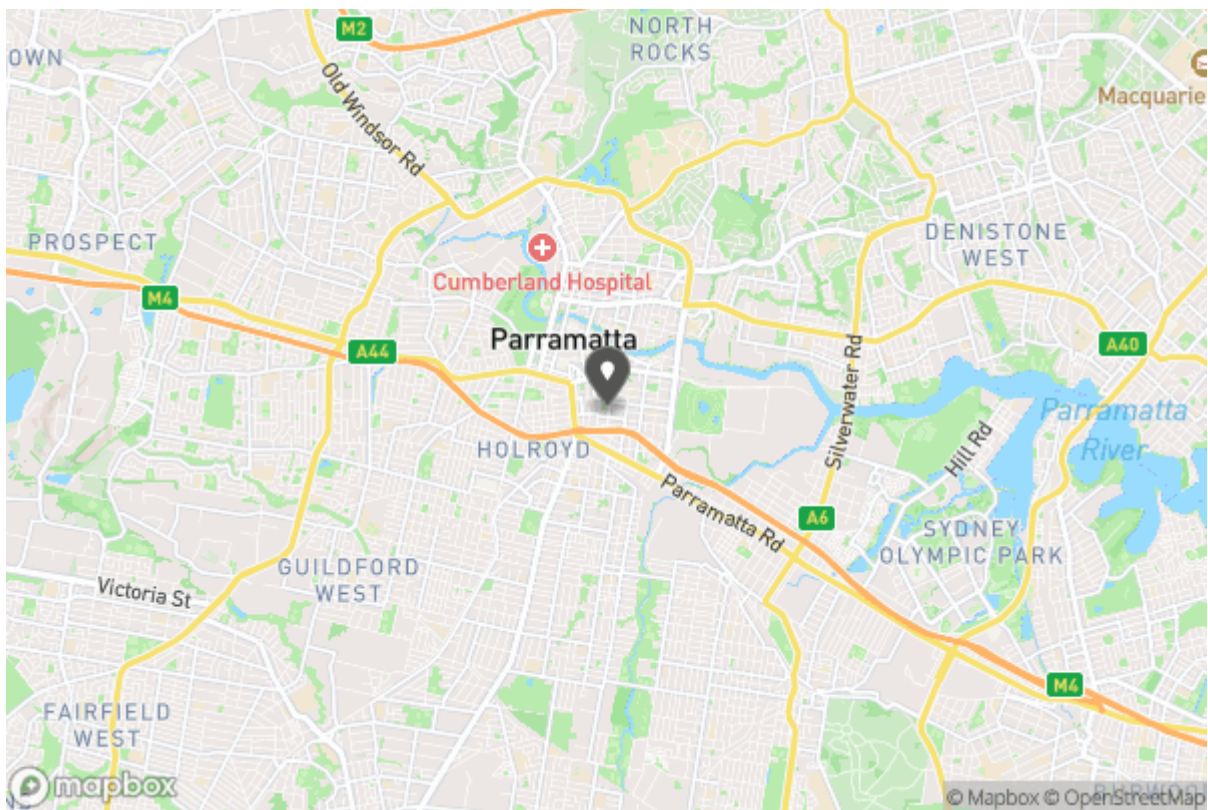 M2
NORTH
ROCKS
OWN
Old Windsor Rd
Macquarie
PROSPECT
DENISTONE
WEST
Cumberland Hospital
M4
A44
Parramatta
A40
Silverwater Rd
Parramatta
River
HOLROYD
Hill Rd
Parramatta Rd
A6
SYDNEY
OLYMPIC PARK
GUILDFORD
WEST
Victoria St
M4
FAIRFIELD
WEST
mapbox
© Mapbox © OpenStreetMap